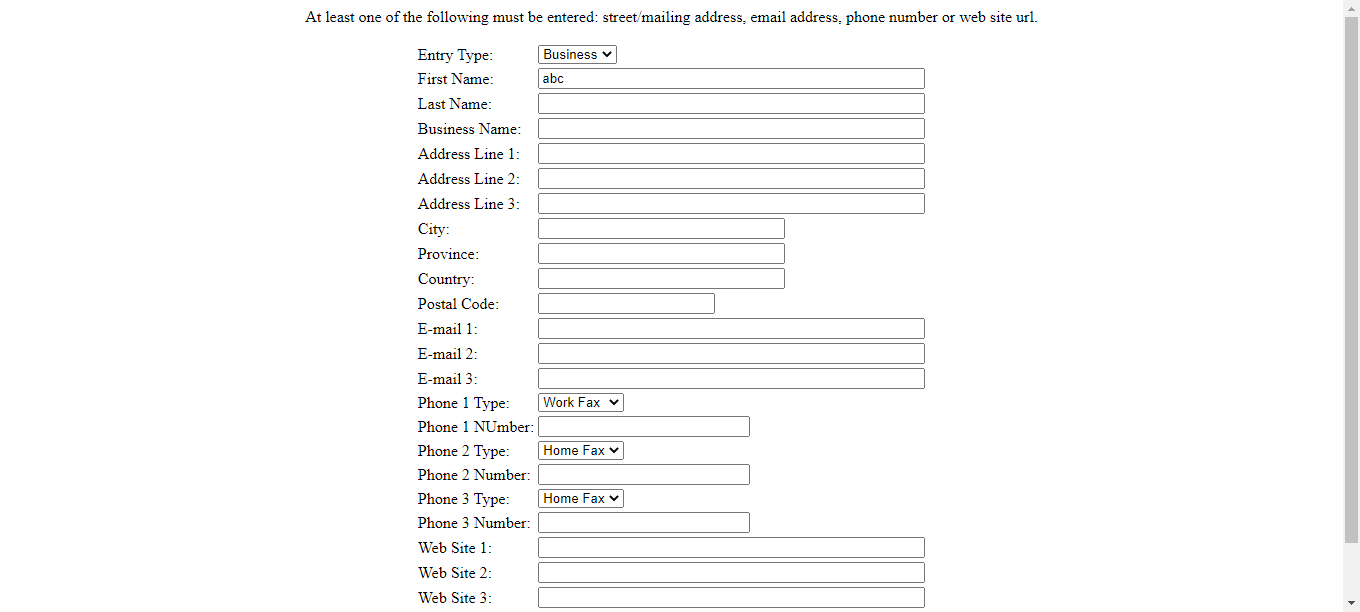 At least one of the following must be entered: street/mailing address, email address, phone number or web site url.
Entry Type: Business
First Name: abc
Last Name:
Business Name:
Address Line 1:
Address Line 2:
Address Line 3:
City:
Province:
Country:
Postal Code:
E-mail 1:
E-mail 2:
E-mail 3:
Phone 1 Type: Work Fax
Phone 1 NUmber:
Phone 2 Type: Home Fax
Phone 2 Number:
Phone 3 Type: Home Fax
Phone 3 Number:
Web Site 1:
Web Site 2:
Web Site 3: